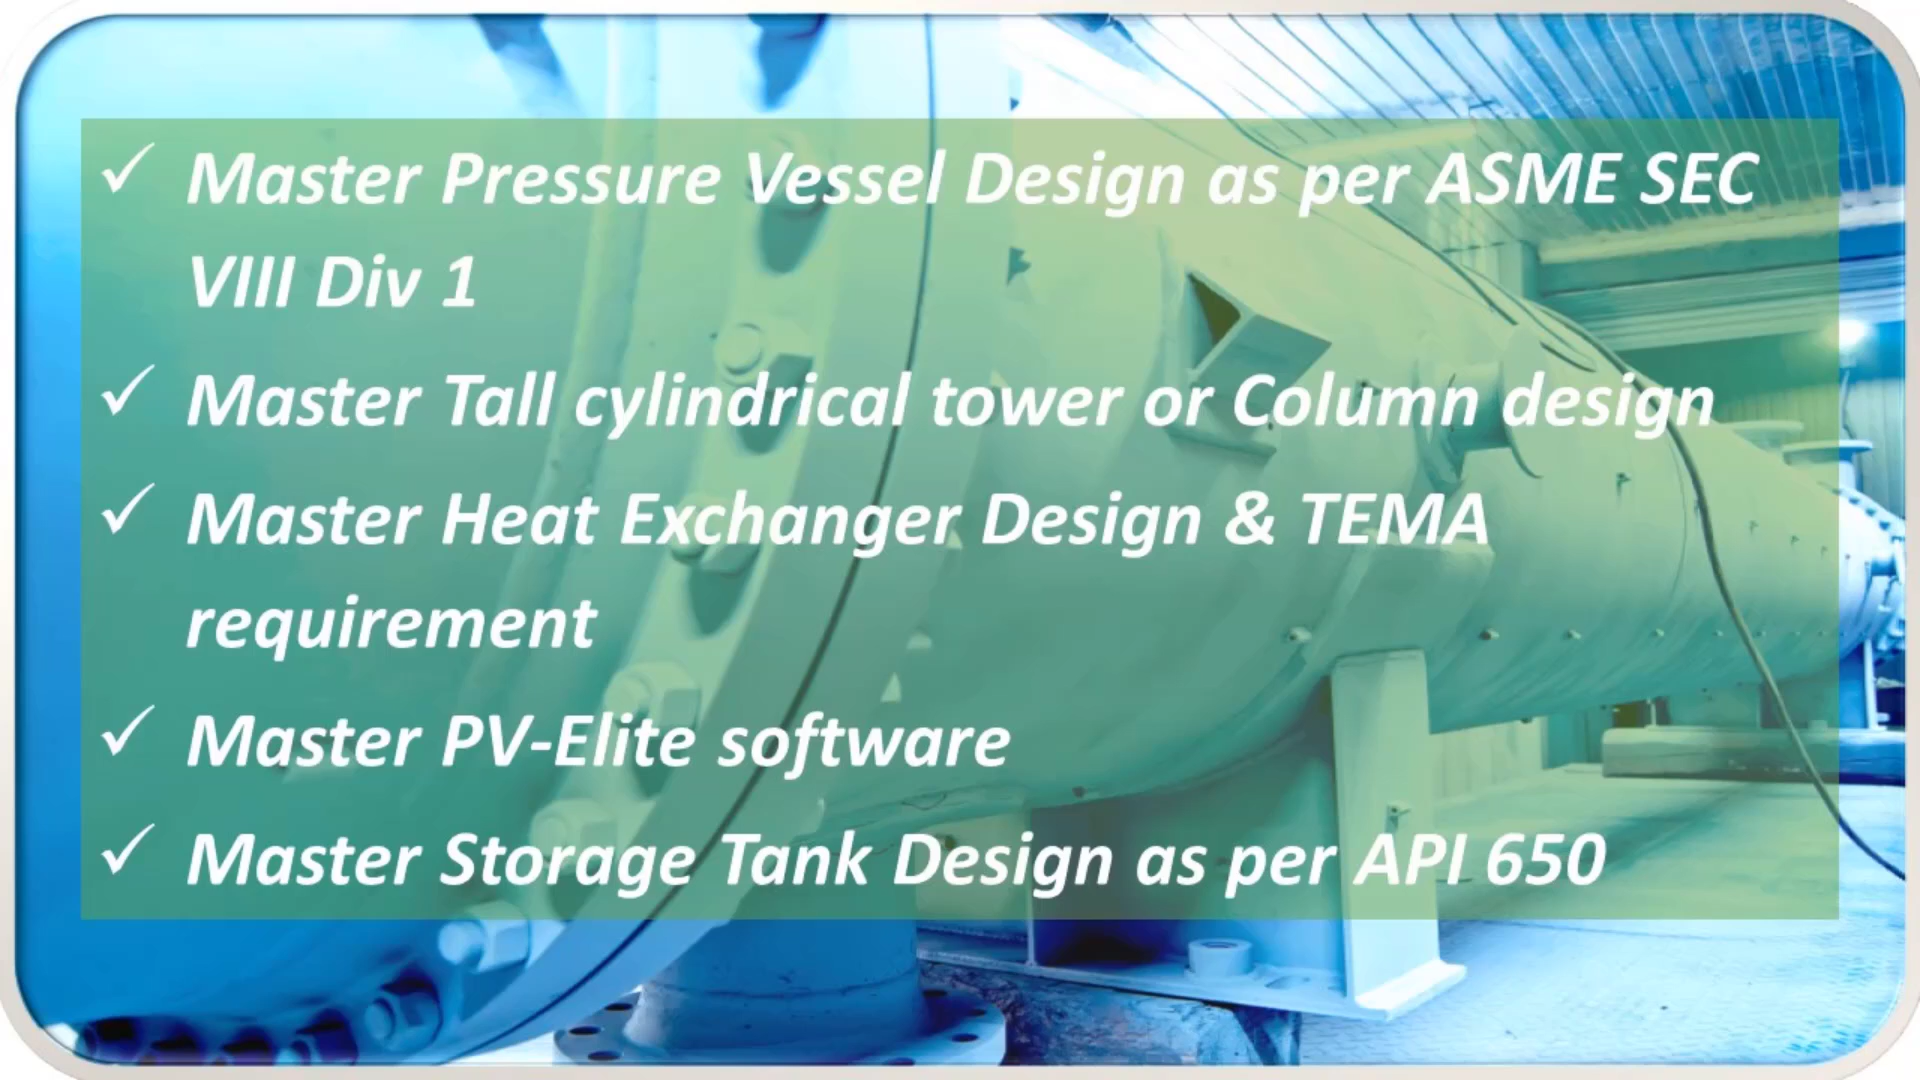 ✓ Master Pressure Vessel Design as per ASME SEC
VIII Div 1
✓ Master Tall cylindrical tower or Column design
✓ Master Heat Exchanger Design & TEMA
requirement
✓ Master PV-Elite software
✓ Master Storage Tank Design as per API 650